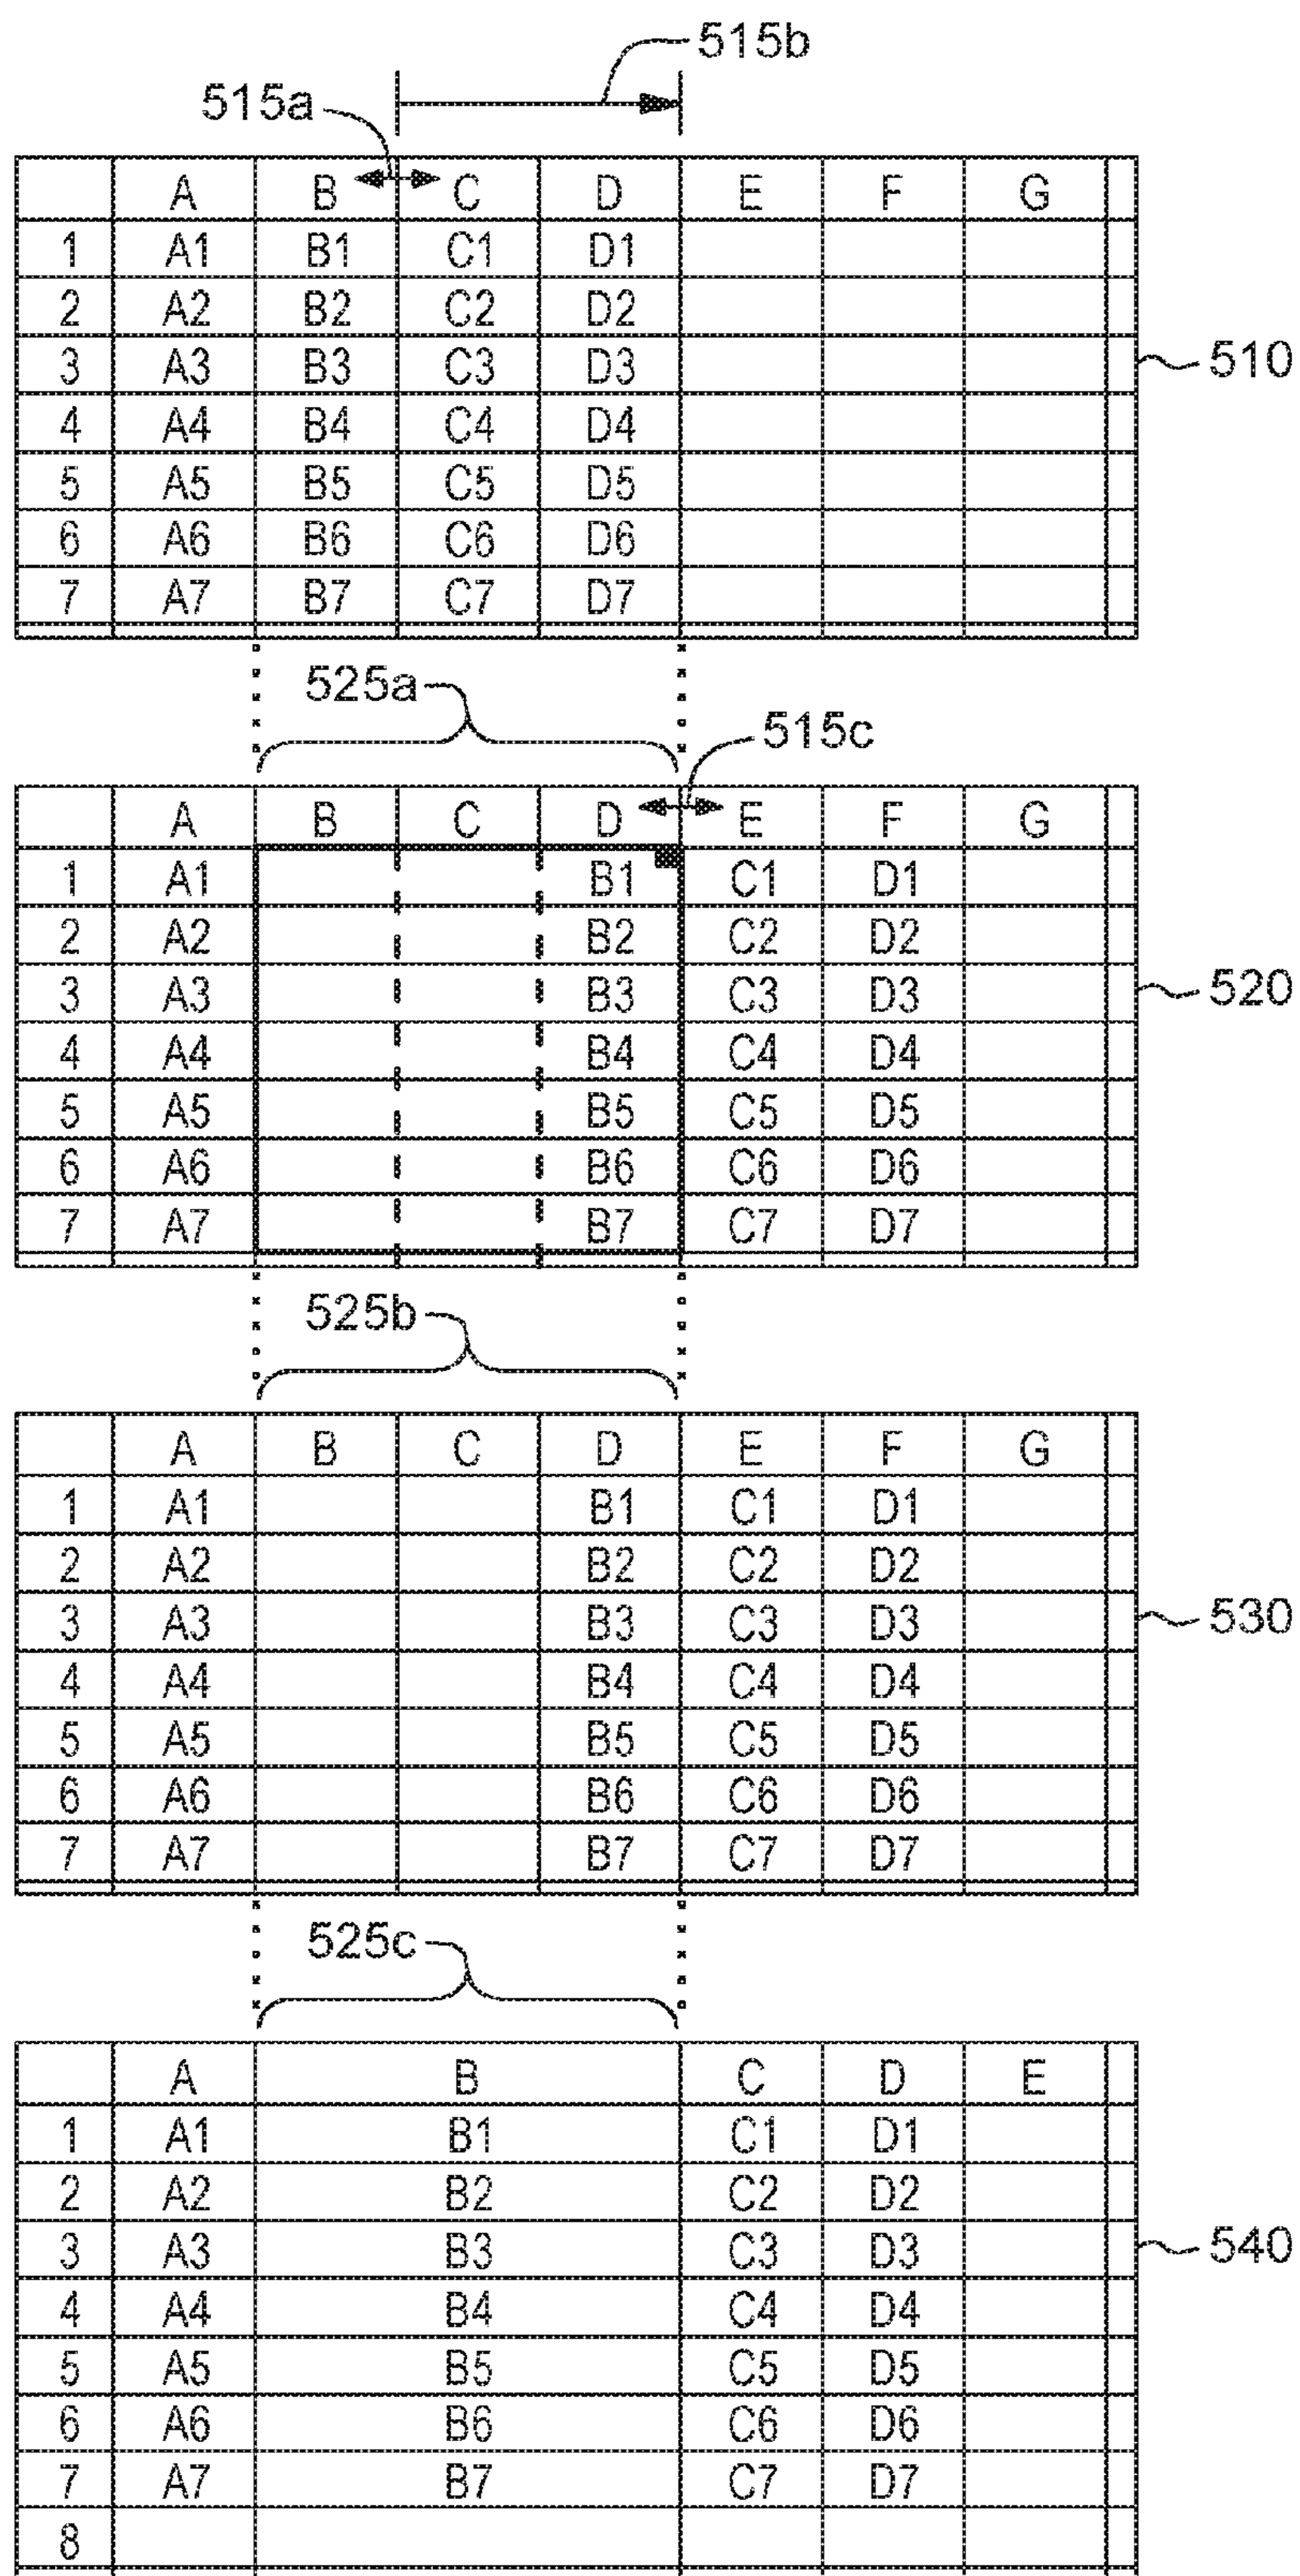 515b
515a
A B C D E F G
1 A1 B1 C1 D1
2 A2 B2 C2 D2
3 A3 B3 C3 D3
510
4 A4 B4 C4 D4
5 A5 B5 C5 D5
6 A6 B6 C6 D6
7 A7 B7 C7 D7
525a
515c
A B C D E F G
1 A1 B1 C1 D1
2 A2 B2 C2 D2
3 A3 B3 C3 D3
520
4 A4 B4 C4 D4
5 A5 B5 C5 D5
6 A6 B6 C6 D6
7 A7 B7 C7 D7
525b
A B C D E F G
1 A1 B1 C1 D1
2 A2 B2 C2 D2
3 A3 B3 C3 D3
530
4 A4 B4 C4 D4
5 A5 B5 C5 D5
6 A6 B6 C6 D6
7 A7 B7 C7 D7
525c
A B C D E
1 A1 B1 C1 D1
2 A2 B2 C2 D2
3 A3 B3 C3 D3
540
4 A4 B4 C4 D4
5 A5 B5 C5 D5
6 A6 B6 C6 D6
7 A7 B7 C7 D7
8